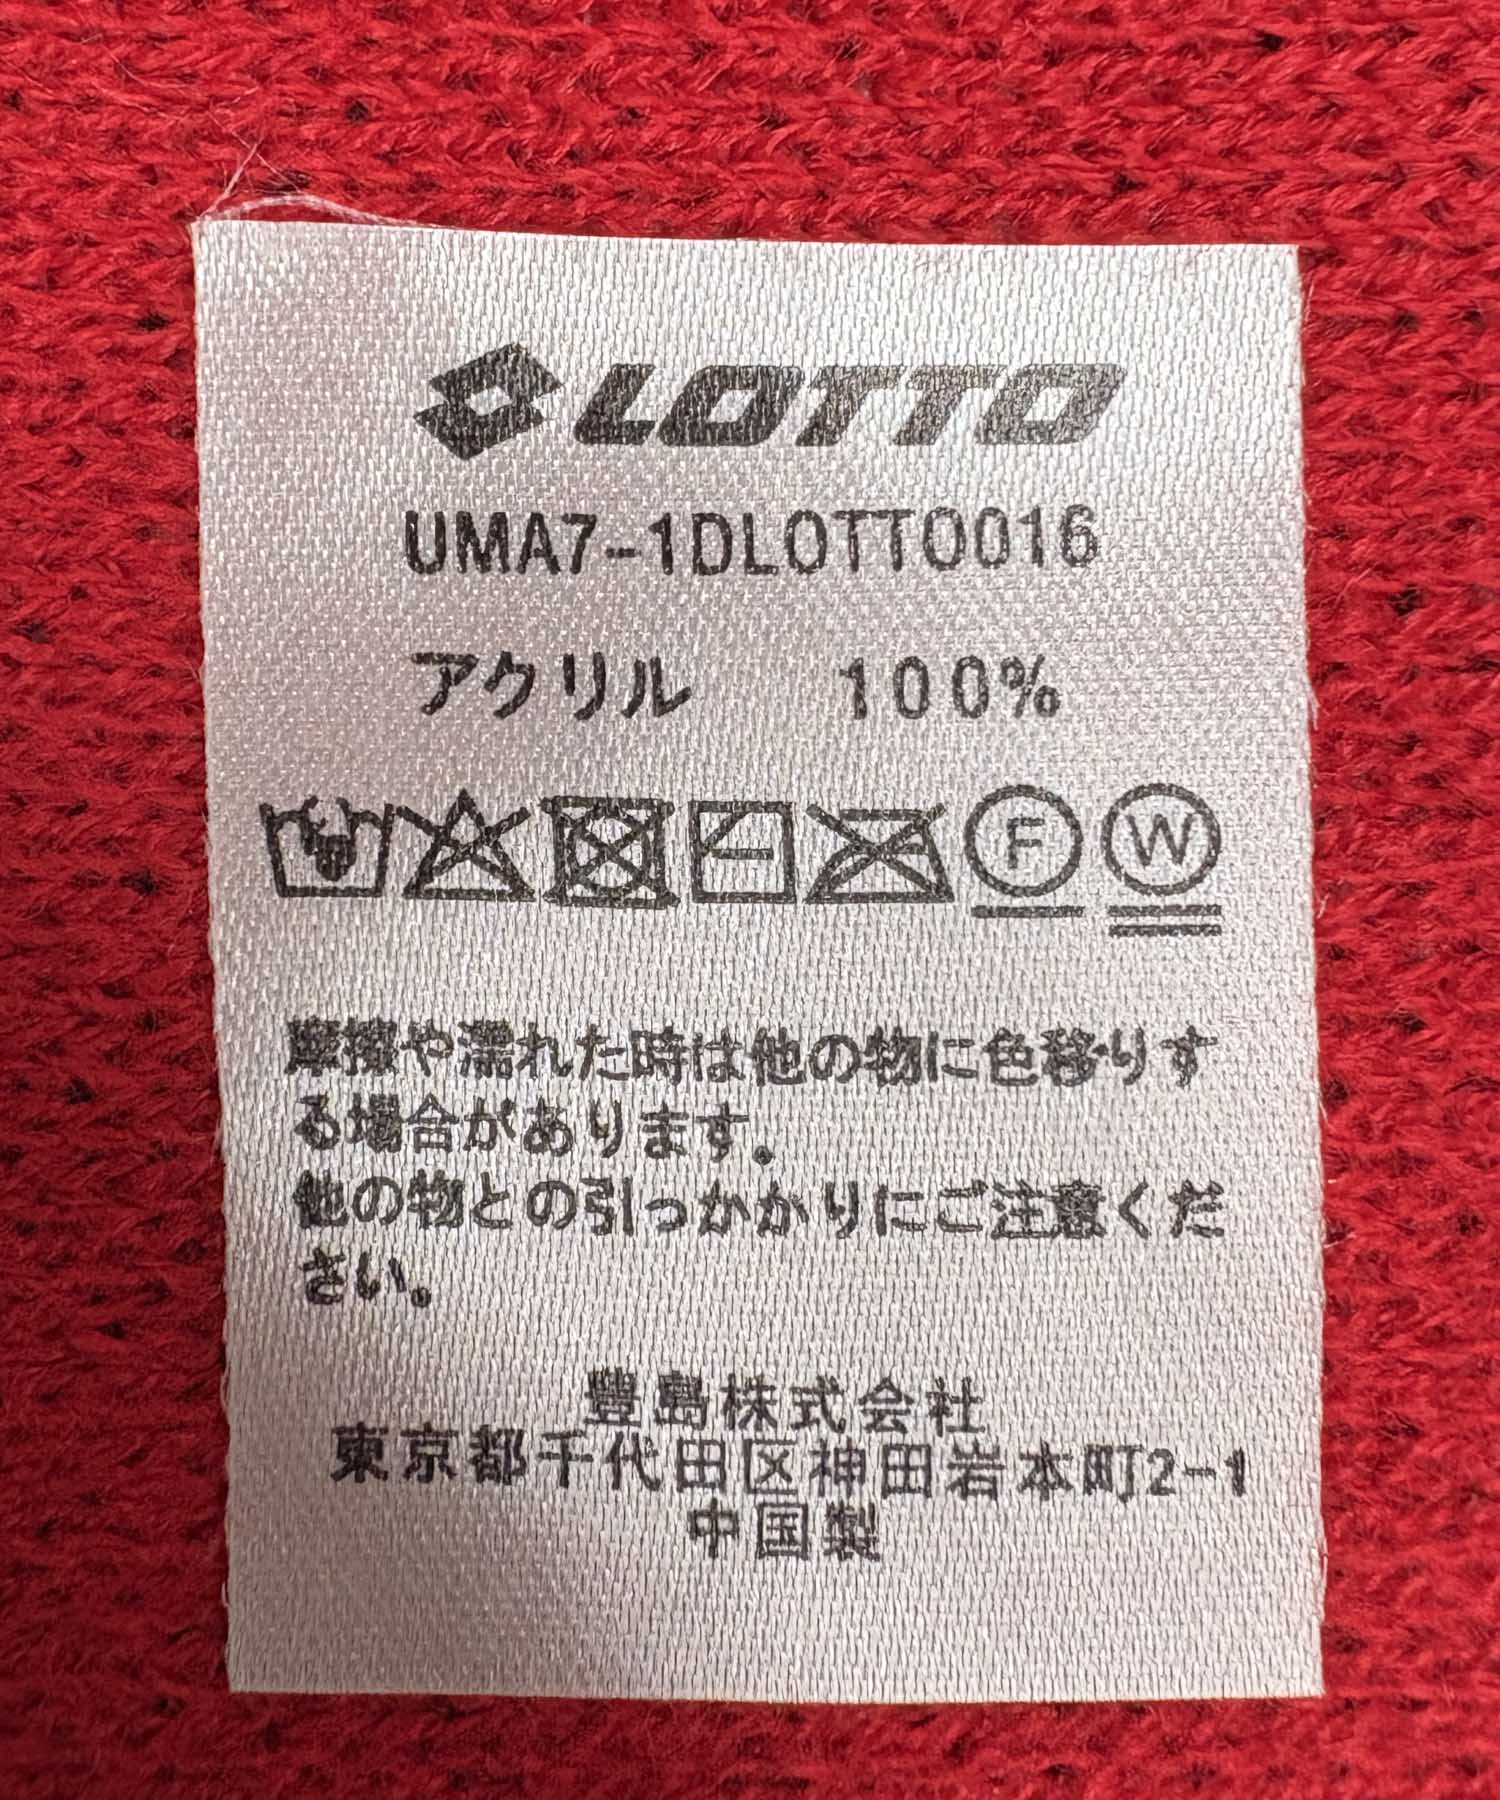 LOTTO
UMA7-1DLOTTO016
アクリル 100%
F W
摩擦や濡れた時は他の物に色移りす
る場合があります。
他の物との引っかかりにご注意くだ
さい。
豊島株式会社
東京都千代田区神田岩本町2-1
中国製